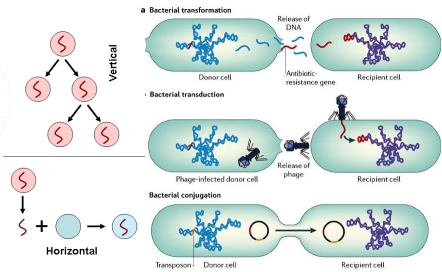 Vertical
+
Horizontal
a Bacterial transformation
Release of
DNA
Donor cell
Antibiotic-
resistance gene
Recipient cell
Bacterial transduction
Phage-infected donor cell
Release of
phage
Recipient cell
Bacterial conjugation
Transposon
Donor cell
Recipient cell